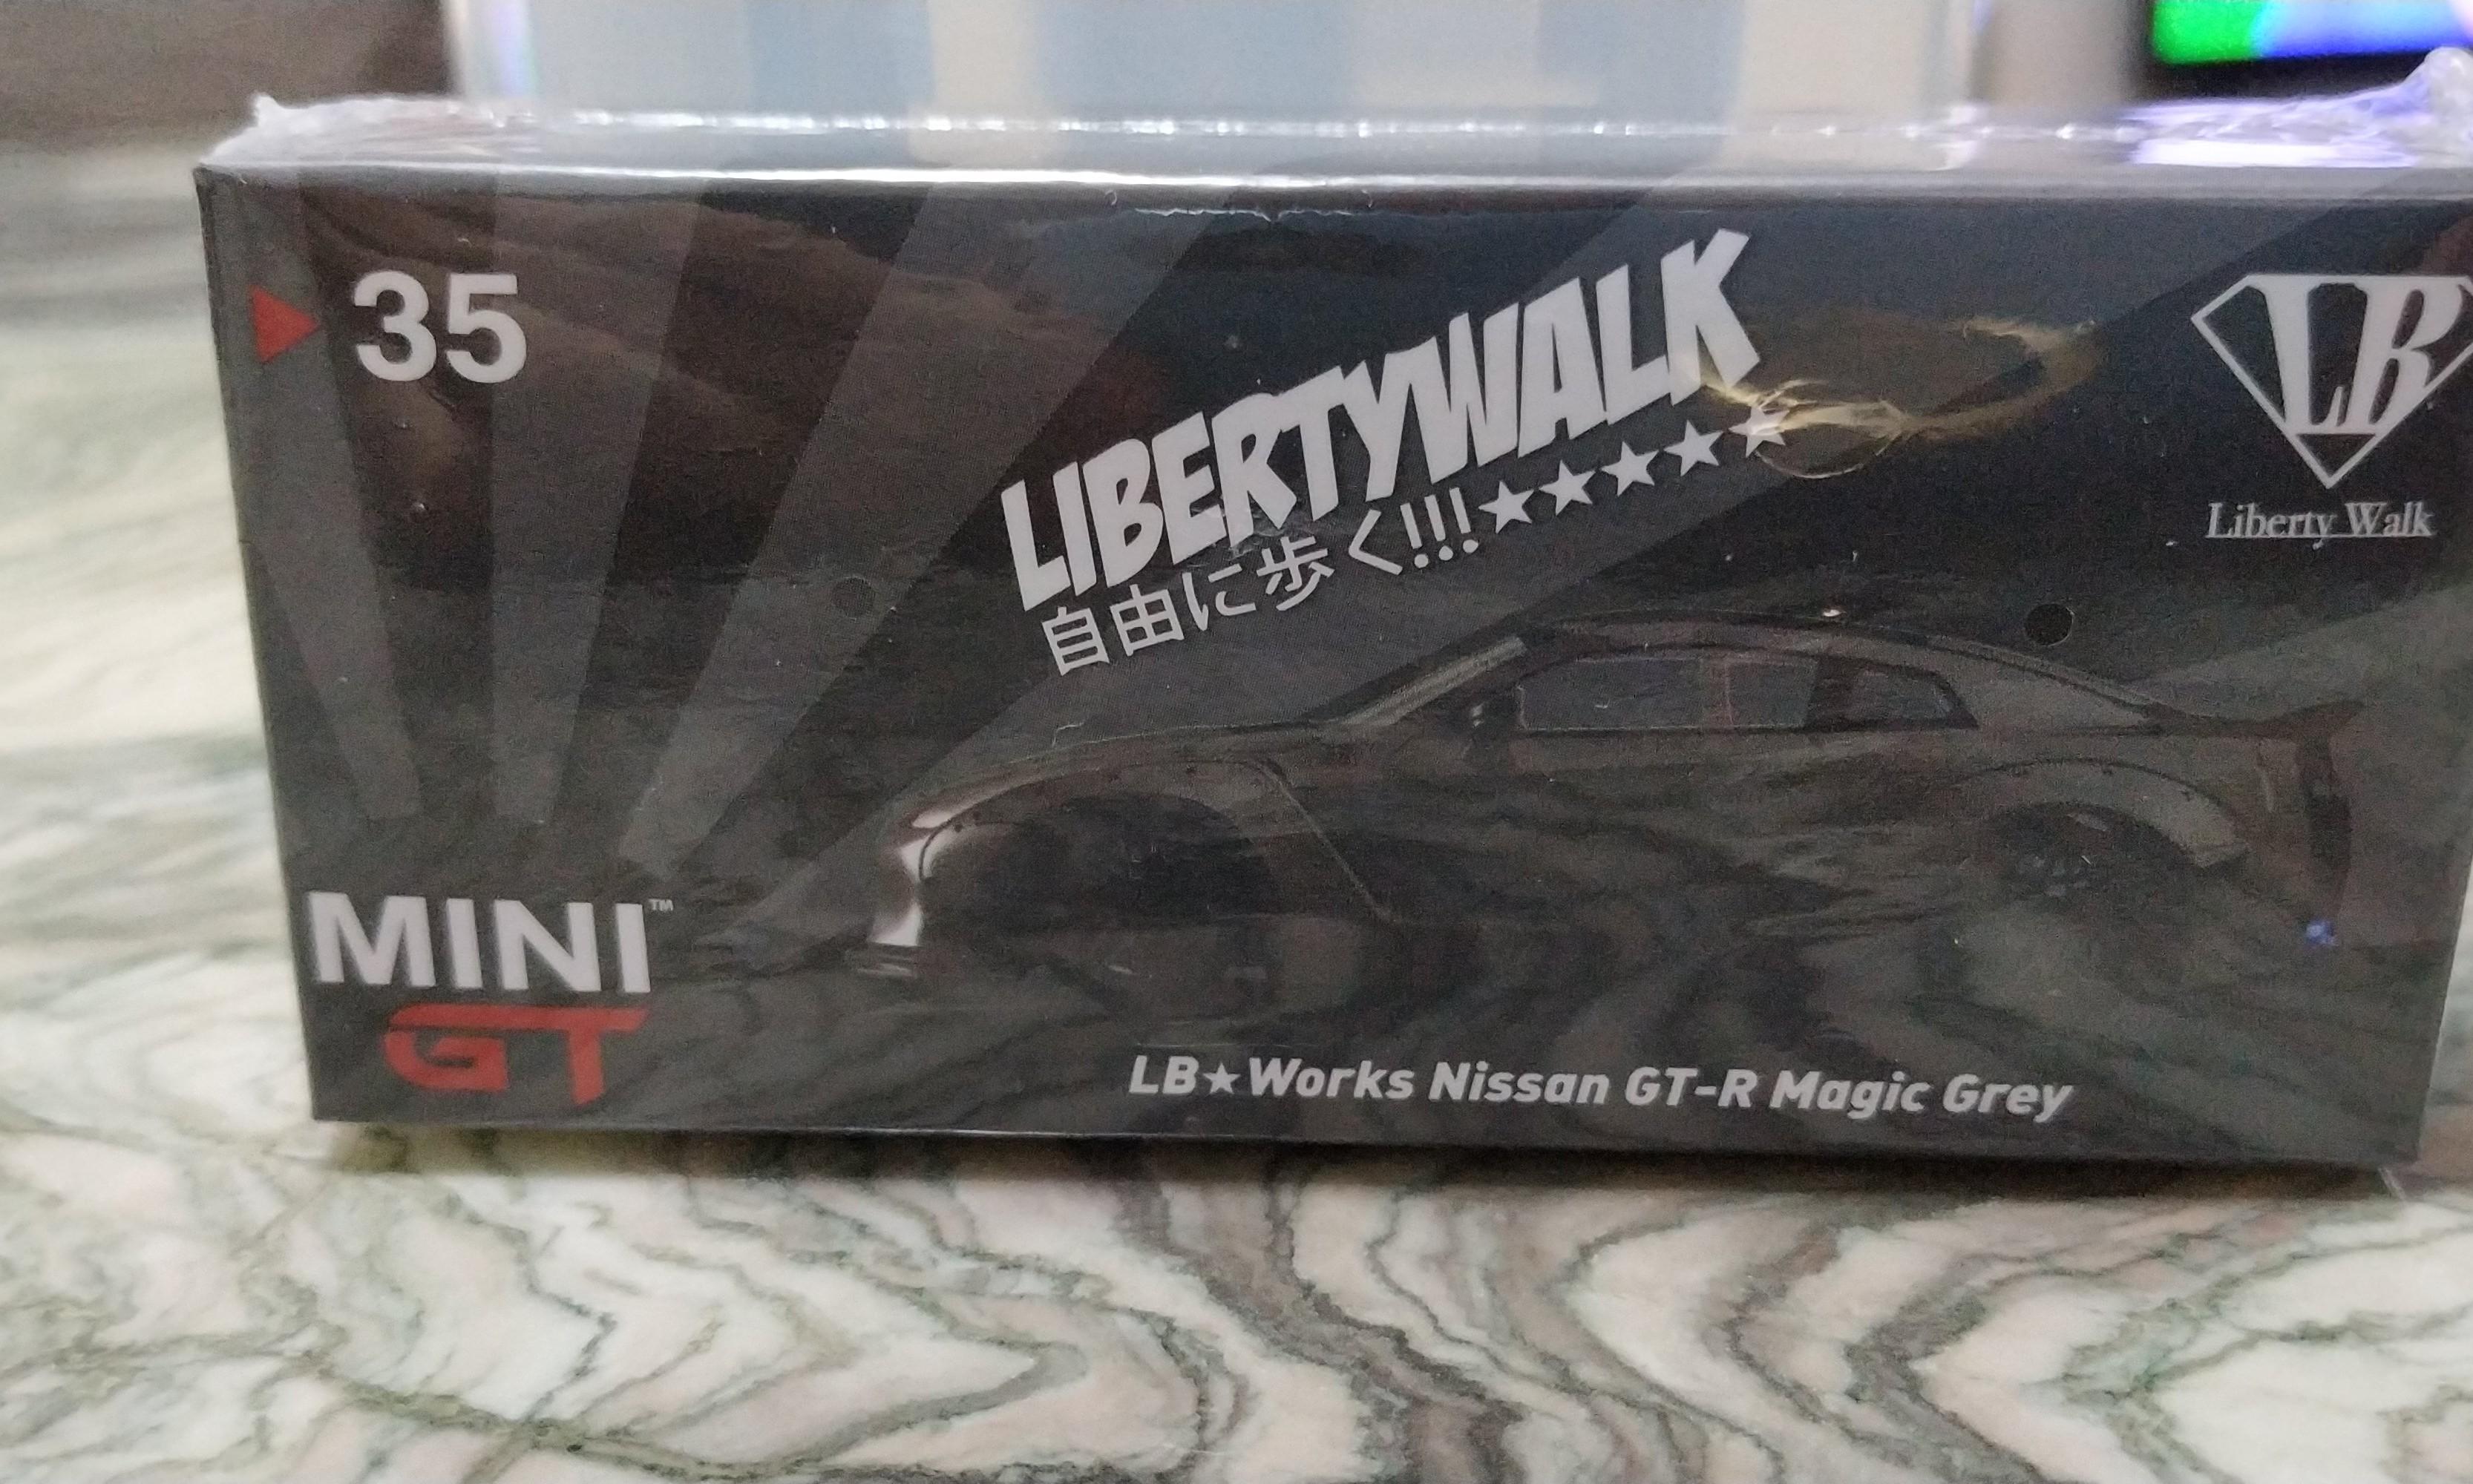 35
LIBERTYWALK
自由に歩く!!!★★★★★
LB
Liberty Walk
MINI™
GT
LB★Works Nissan GT-R Magic Grey